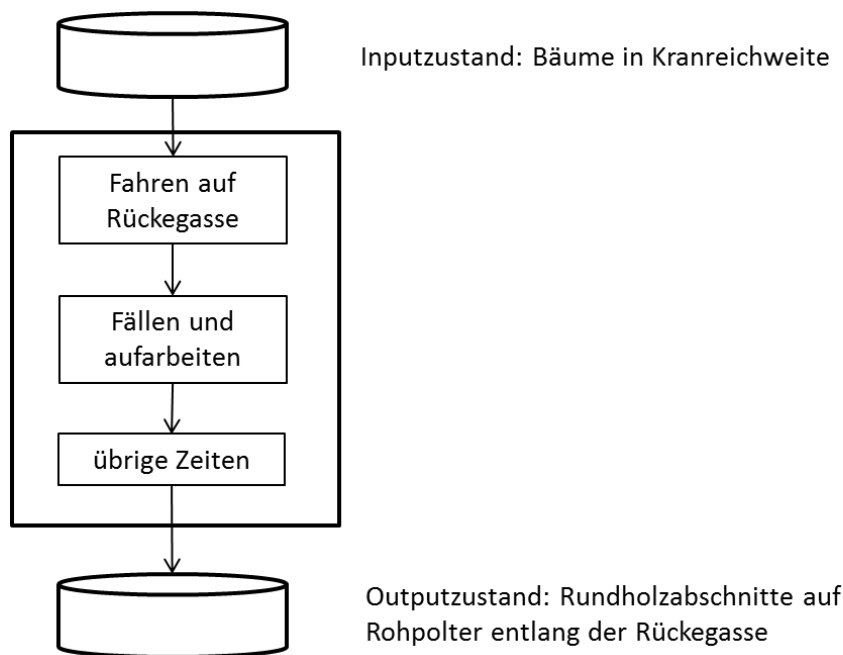 Inputzustand: Bäume in Kranreichweite
Fahren auf
Rückegasse
Fällen und
aufarbeiten
übrige Zeiten
Outputzustand: Rundholzabschnitte auf
Rohpolter entlang der Rückegasse